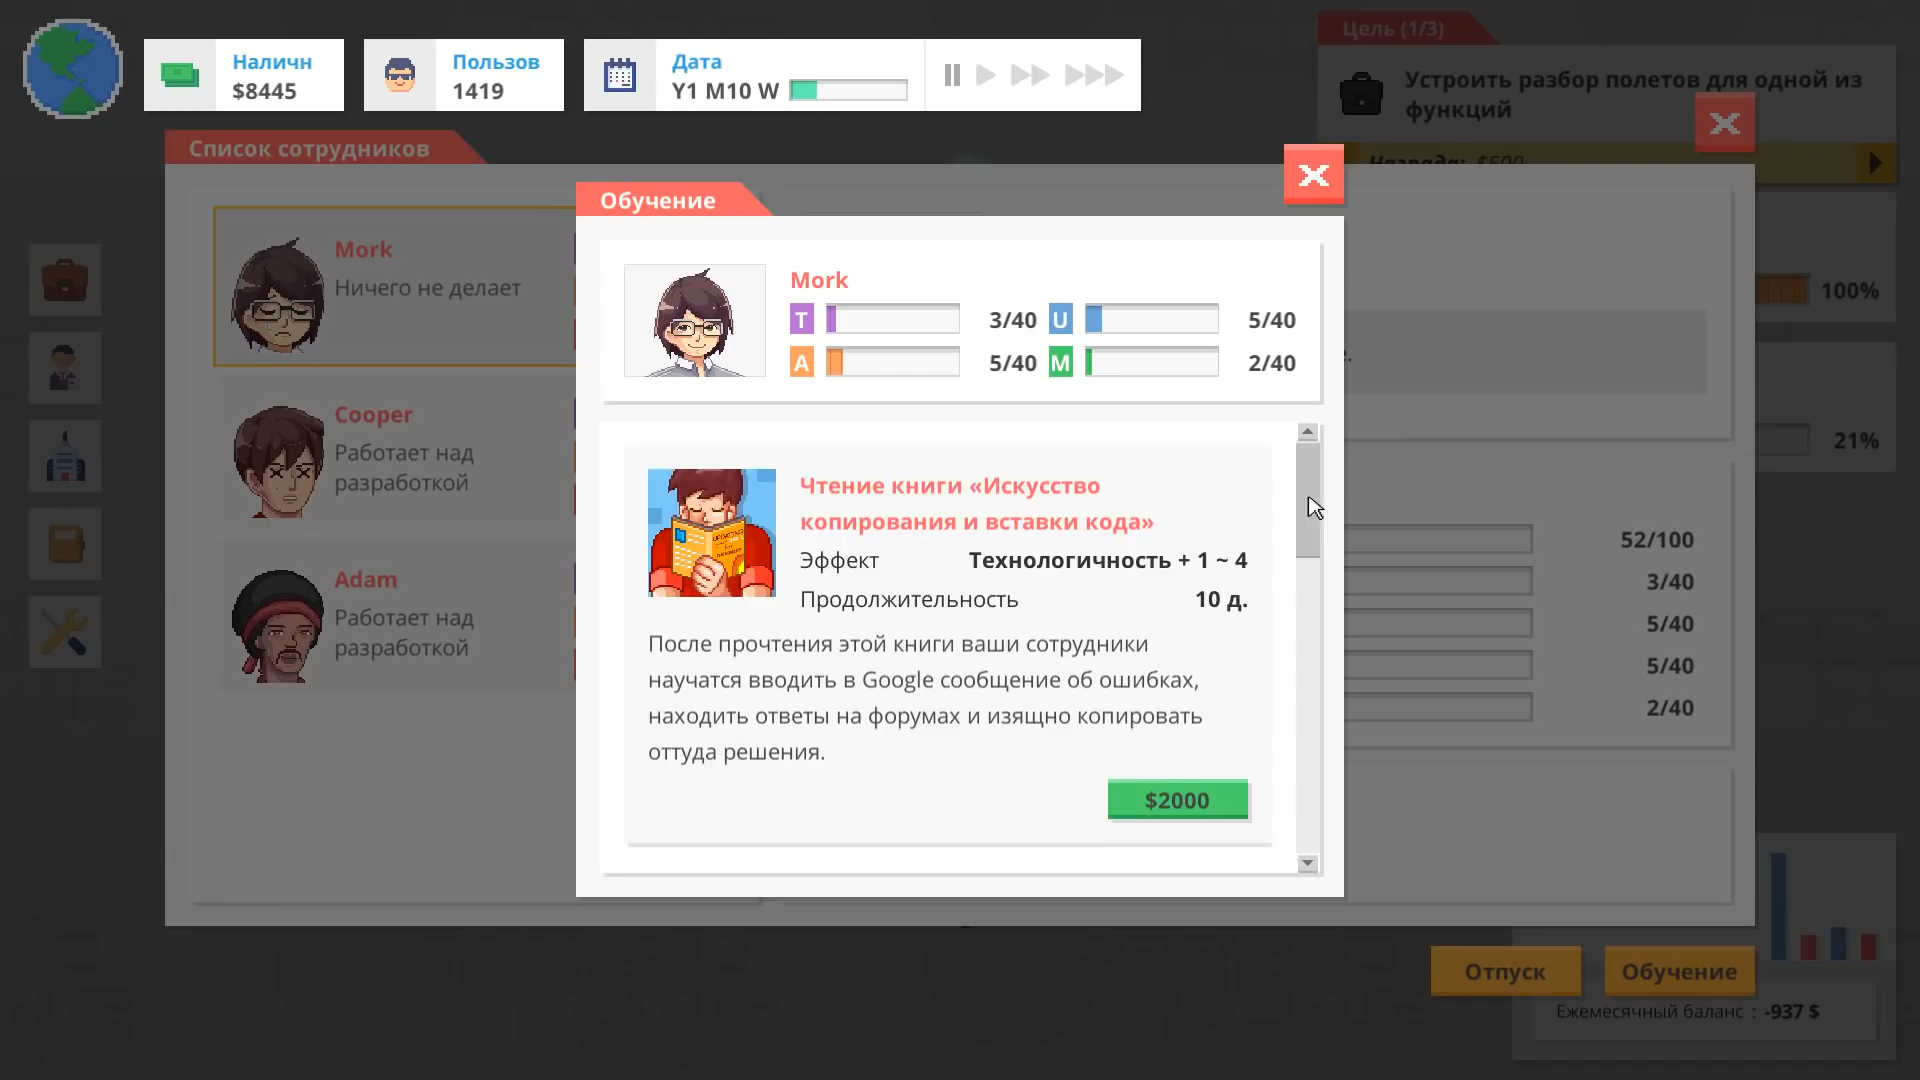 Наличн
$8445
Пользов
1419
Дата
Y1 M10 W
Цель (1/3)
Устроить разбор полетов для одной из
функций
Награда: $500
Список сотрудников
Mork
Ничего не делает
Cooper
Работает над
разработкой
Adam
Работает над
разработкой
Обучение
Mork
T 3/40 U 5/40
A 5/40 M 2/40
Чтение книги «Искусство
копирования и вставки кода»
Эффект Технологичность + 1 ~ 4
Продолжительность 10 д.
После прочтения этой книги ваши сотрудники
научатся вводить в Google сообщение об ошибках,
находить ответы на форумах и изящно копировать
оттуда решения.
$2000
100%
21%
52/100
3/40
5/40
5/40
2/40
Отпуск
Обучение
Ежемесячный баланс : -937 $